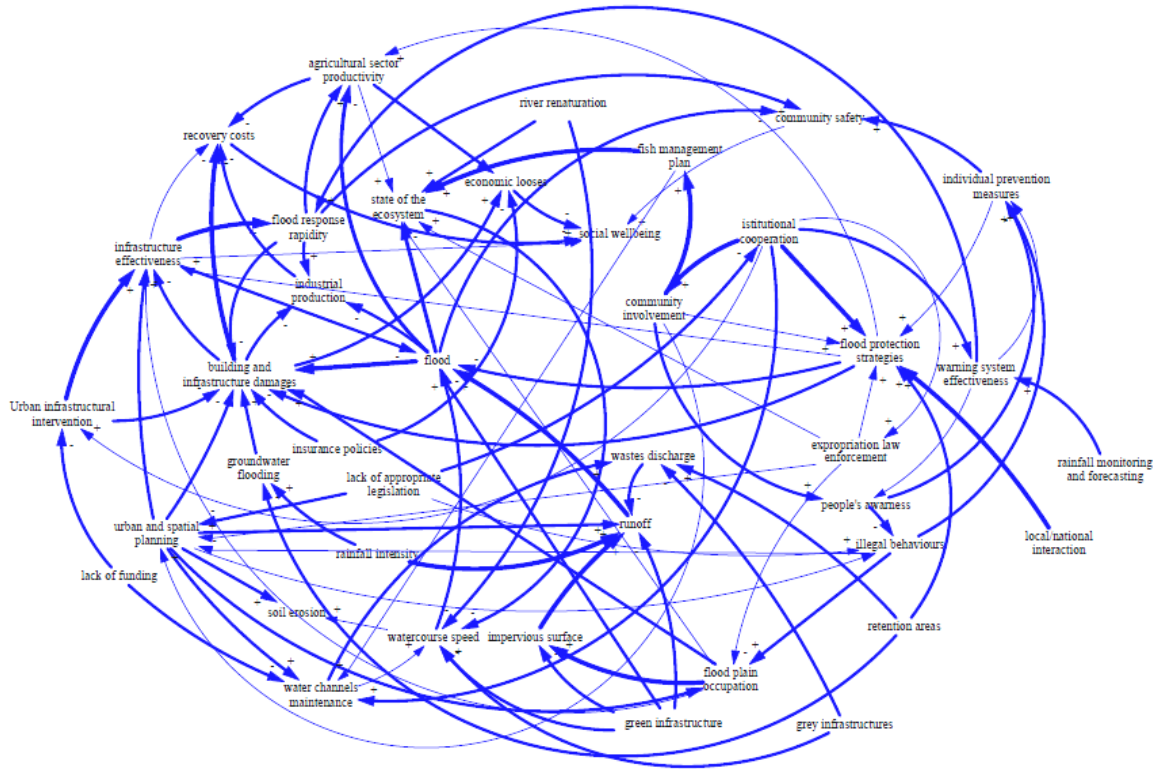 agricultural sector
productivity
river renaturation
community safety
recovery costs
fish management
plan
economic looses
individual prevention
measures
state of the
ecosystem
flood response
rapidity
social wellbeing
istitutional
cooperation
infrastructure
effectiveness
industrial
production
community
involvement
flood protection
strategies
flood
building and
infrastructure damages
warning system
effectiveness
Urban infrastructural
intervention
insurance policies
expropriation law
enforcement
groundwater
flooding
wastes discharge
rainfall monitoring
and forecasting
lack of appropriate
legislation
people's awarness
urban and spatial
planning
runoff
illegal behaviours
local/national
interaction
rainfall intensity
lack of funding
soil erosion
retention areas
watercourse speed
impervious surface
flood plain
occupation
water channels
maintenance
green infrastructure
grey infrastructures